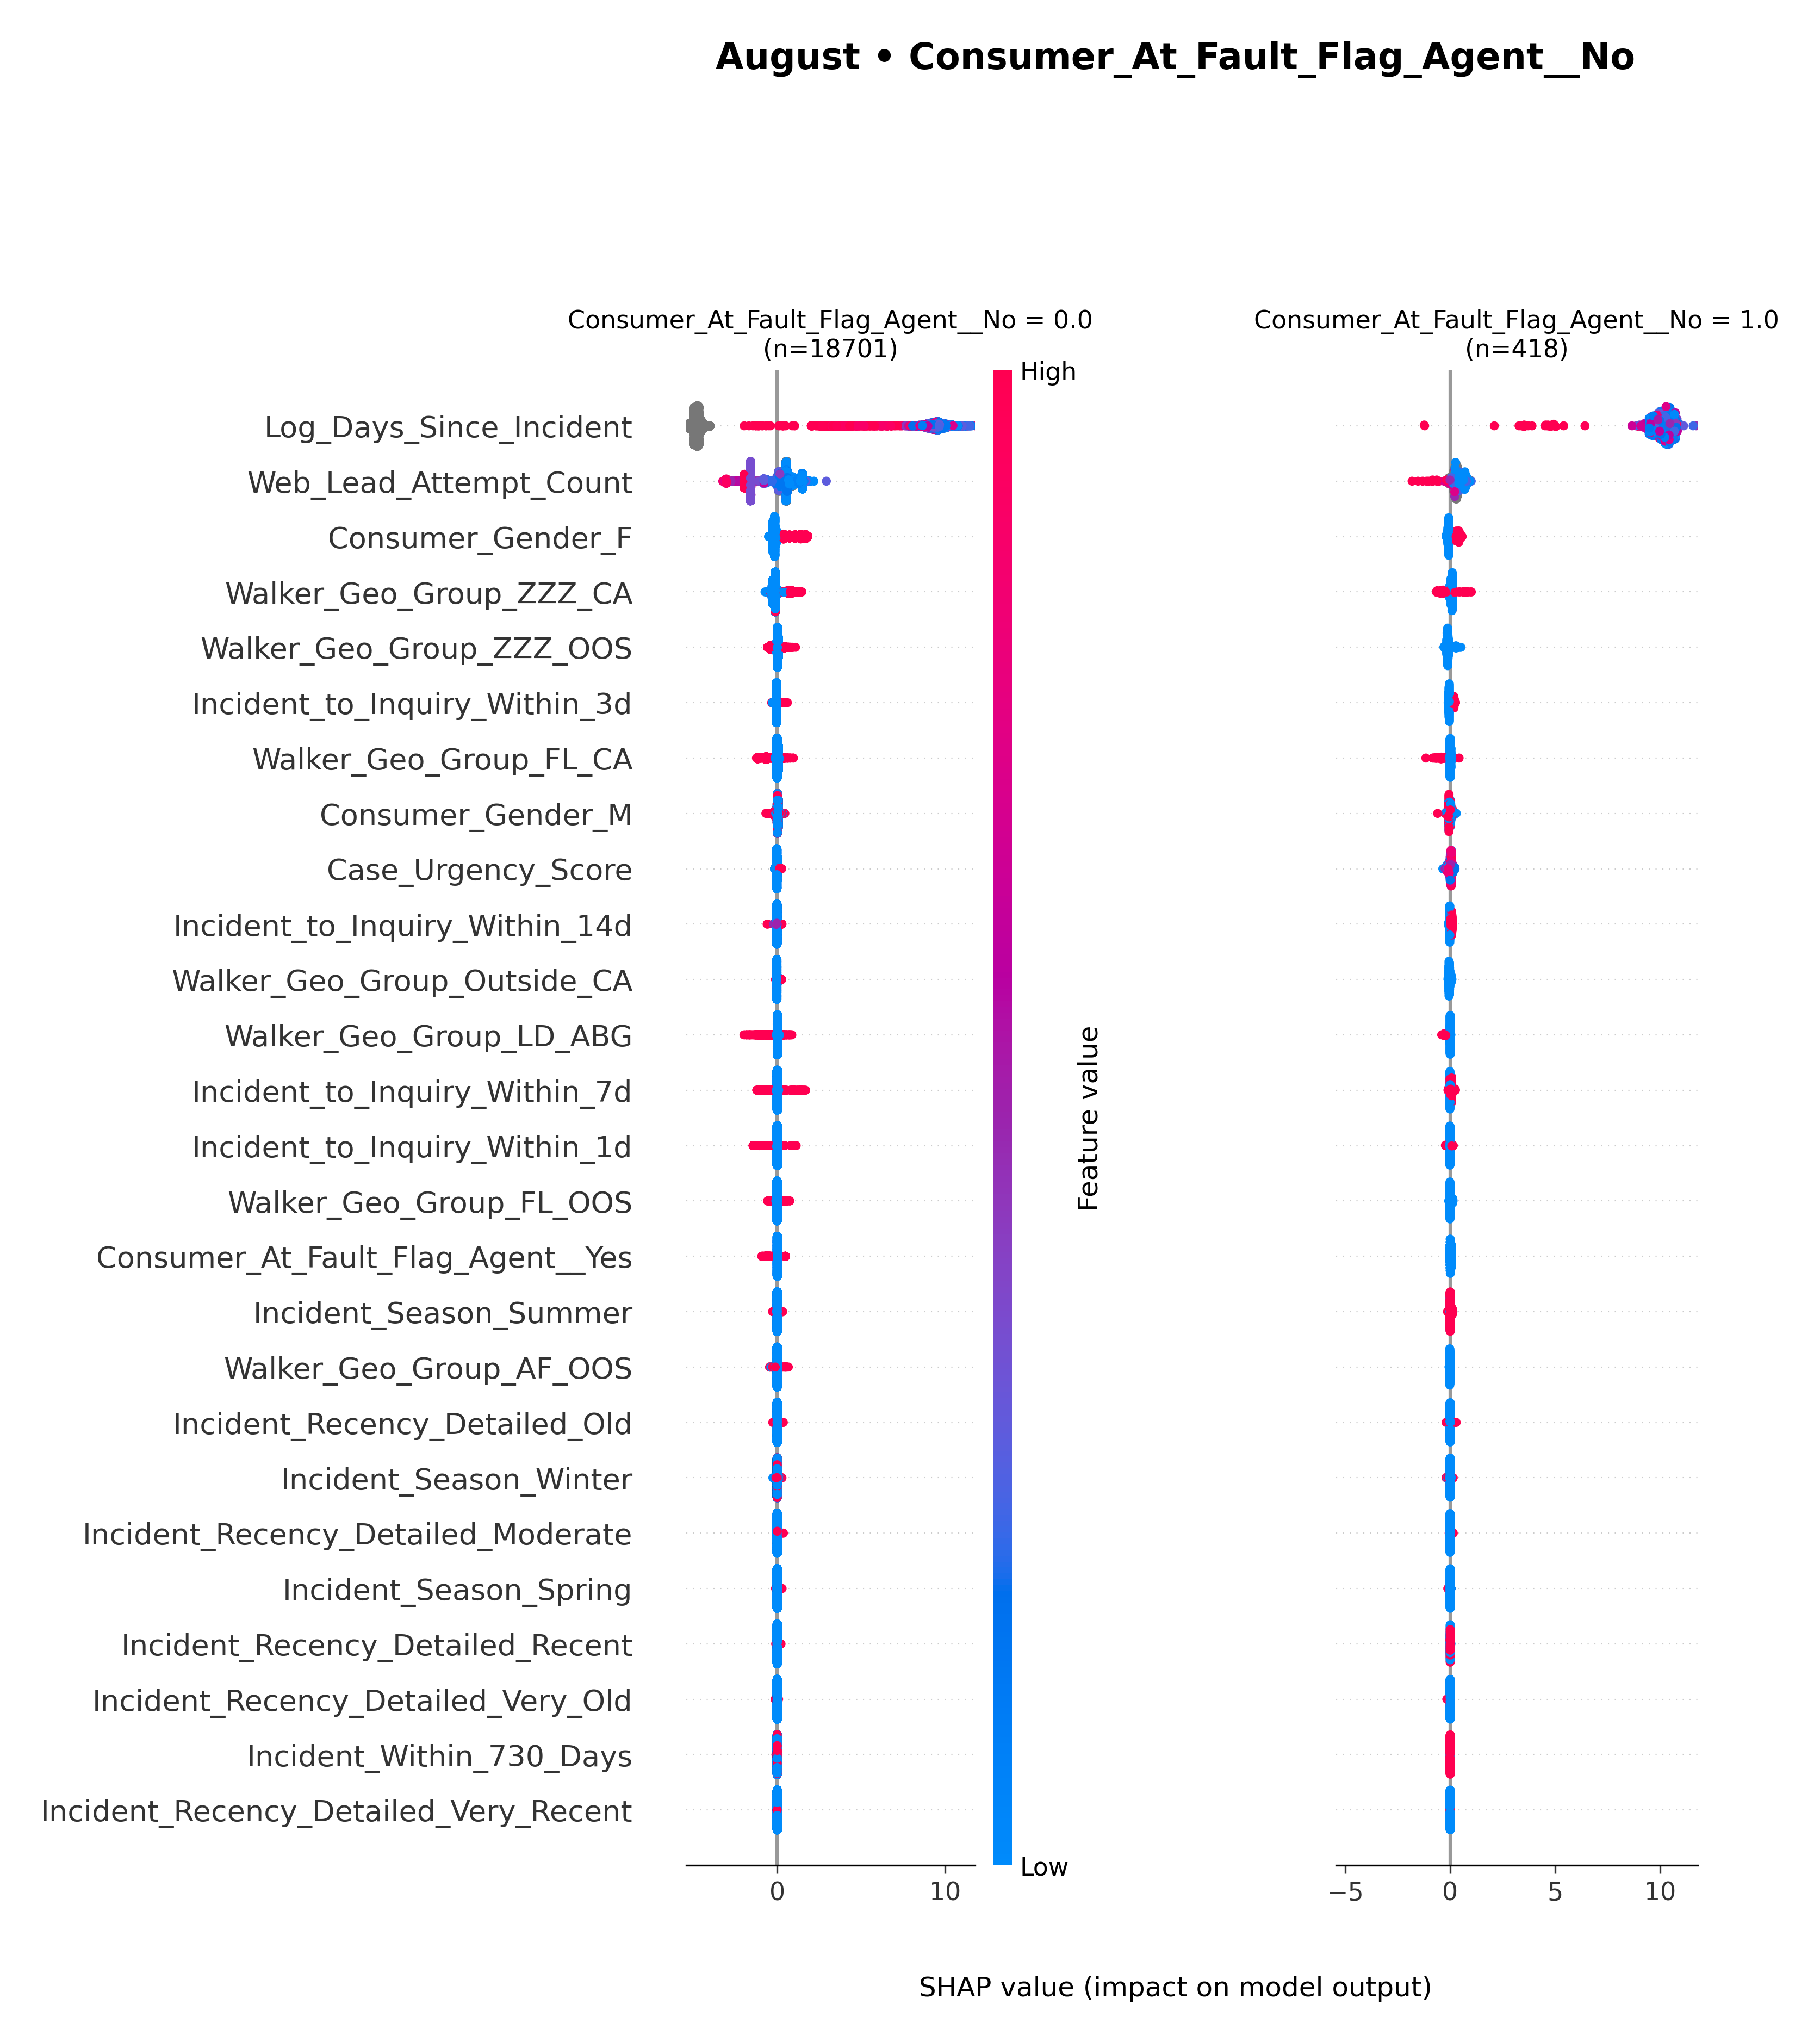 August • Consumer_At_Fault_Flag_Agent__No
Consumer_At_Fault_Flag_Agent__No = 0.0
(n=18701)
Consumer_At_Fault_Flag_Agent__No = 1.0
(n=418)
High
Log_Days_Since_Incident
Web_Lead_Attempt_Count
Consumer_Gender_F
Walker_Geo_Group_ZZZ_CA
Walker_Geo_Group_ZZZ_OOS
Incident_to_Inquiry_Within_3d
Walker_Geo_Group_FL_CA
Consumer_Gender_M
Case_Urgency_Score
Incident_to_Inquiry_Within_14d
Walker_Geo_Group_Outside_CA
Walker_Geo_Group_LD_ABG
Incident_to_Inquiry_Within_7d
Incident_to_Inquiry_Within_1d
Walker_Geo_Group_FL_OOS
Consumer_At_Fault_Flag_Agent__Yes
Incident_Season_Summer
Walker_Geo_Group_AF_OOS
Incident_Recency_Detailed_Old
Incident_Season_Winter
Incident_Recency_Detailed_Moderate
Incident_Season_Spring
Incident_Recency_Detailed_Recent
Incident_Recency_Detailed_Very_Old
Incident_Within_730_Days
Incident_Recency_Detailed_Very_Recent
Feature value
Low
0 10
−5 0 5 10
SHAP value (impact on model output)